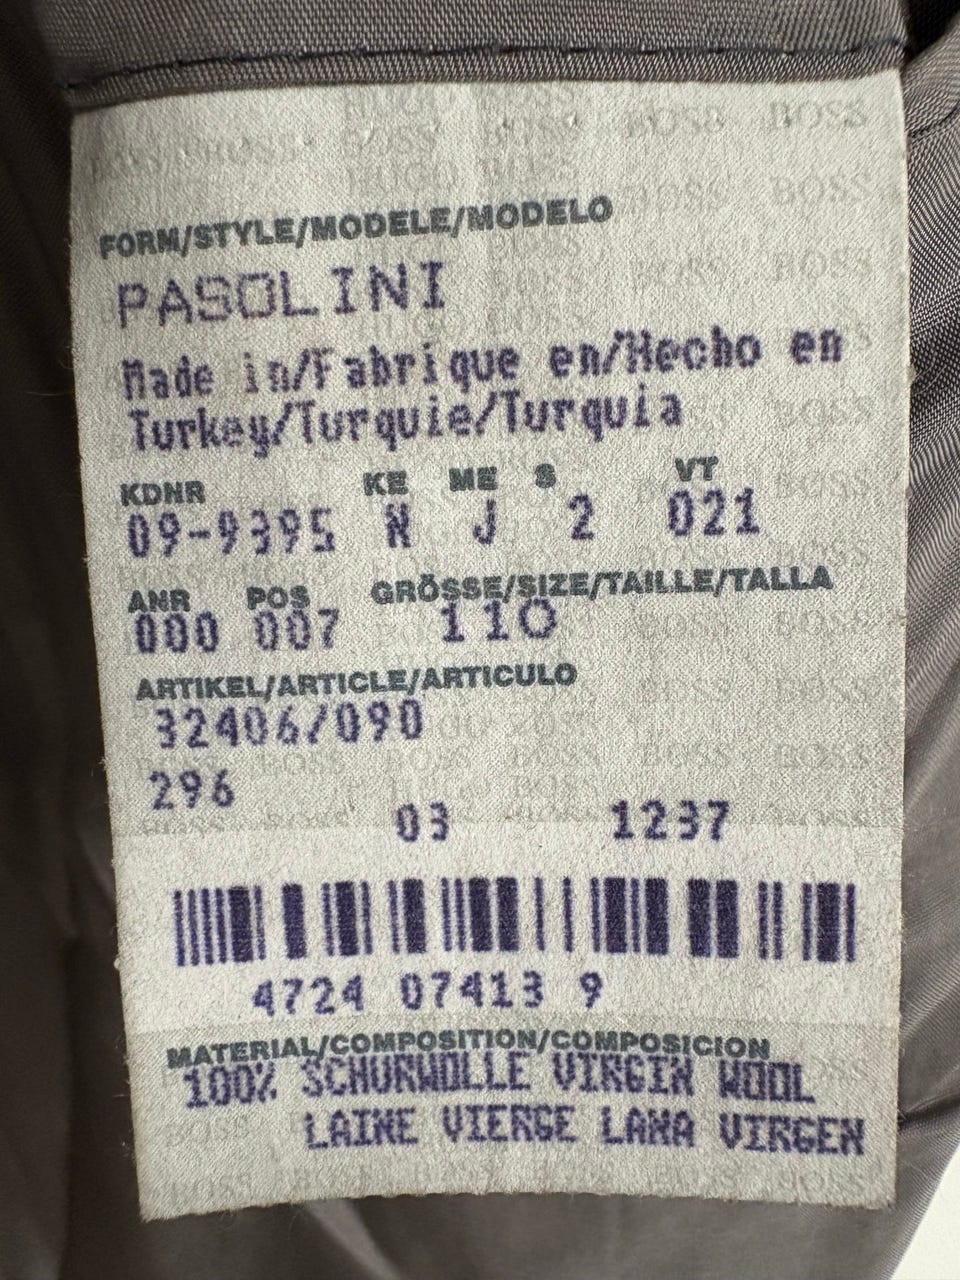 FORM/STYLE/MODELE/MODELO
PASOLINI
Made in/Fabrique en/Hecho en
Turkey/Turquie/Turquia
KDNR KE ME S VT
09-9395 N J 2 021
ANR POS GRÖSSE/SIZE/TAILLE/TALLA
000 007 110
ARTIKEL/ARTICLE/ARTICULO
32406/090
296
03 1237
4724 07413 9
MATERIAL/COMPOSITION/COMPOSICION
100% SCHURWOLLE VIRGIN WOOL
LAINE VIERGE LANA VIRGEN